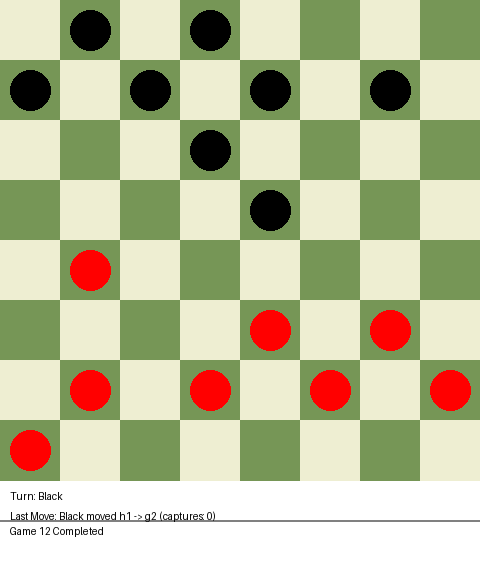 Turn: Black
Last Move: Black moved h1 -> g2 (captures: 0)
Game 12 Completed